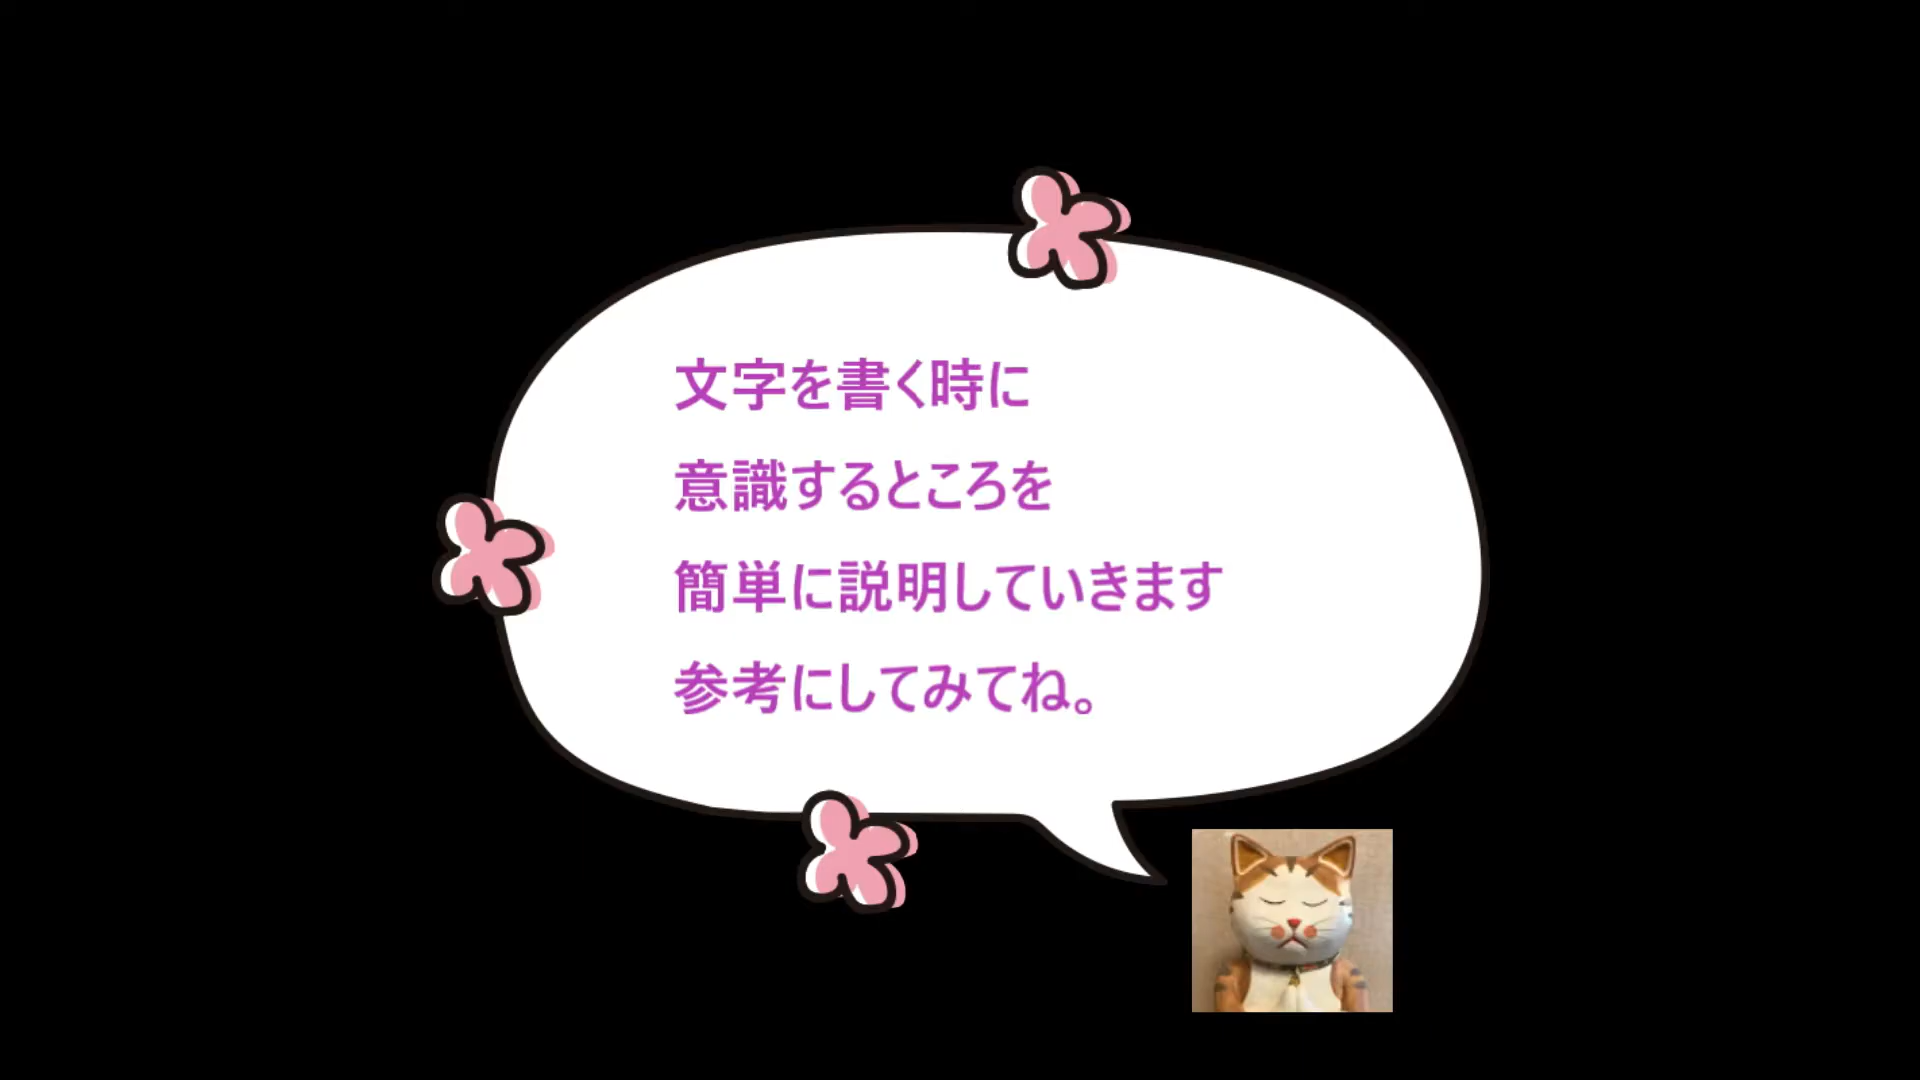 文字を書く時に
意識するところを
簡単に説明していきます
参考にしてみてね。